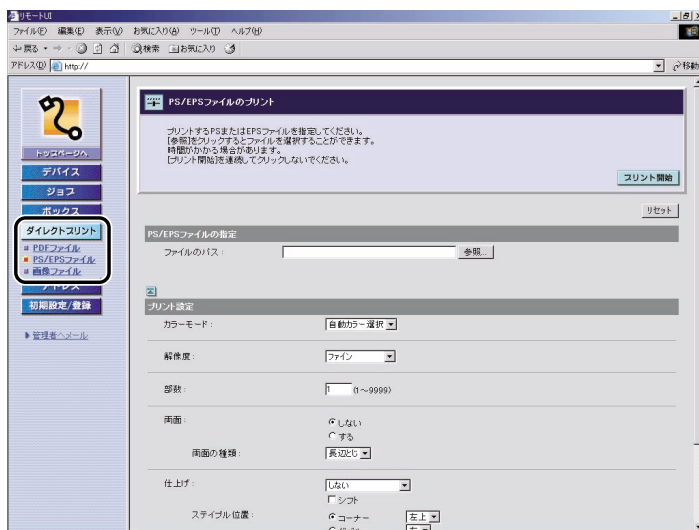 リモートUI
ファイル(F) 編集(E) 表示(V) お気に入り(A) ツール(T) ヘルプ(H)
戻る 検索 お気に入り
アドレス(D) http:// 移動
トップページへ
デバイス
ジョブ
ボックス
ダイレクトプリント
PDFファイル
PS/EPSファイル
画像ファイル
アドレス
初期設定/登録
管理者へメール
PS/EPSファイルのプリント
プリントするPSまたはEPSファイルを指定してください。
[参照]をクリックするとファイルを選択することができます。
時間がかかる場合があります。
[プリント開始]を連続してクリックしないでください。
プリント開始
リセット
PS/EPSファイルの指定
ファイルのパス : 参照...
プリント設定
カラーモード : 自動カラー選択
解像度 : ファイン
部数 : 1 (1～9999)
両面 : しない
する
両面の種類 : 長辺とじ
仕上げ : しない
シフト
ステイプル位置 : コーナー 左上